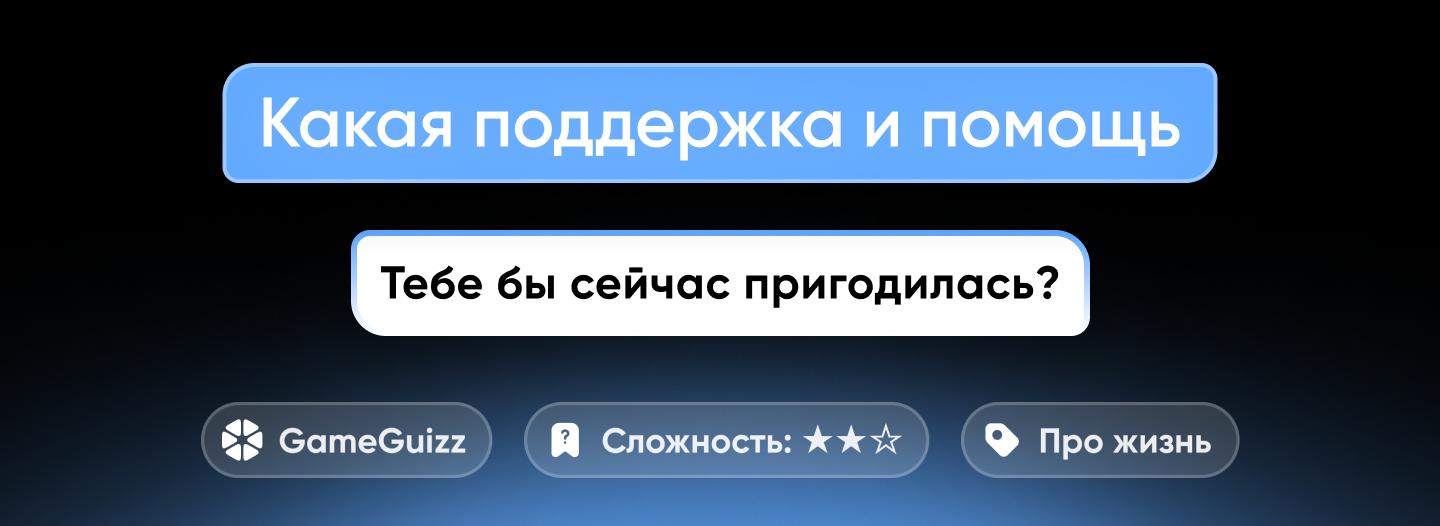 Какая поддержка и помощь
Тебе бы сейчас пригодилась?
GameGuizz
Сложность: ★★☆
Про жизнь